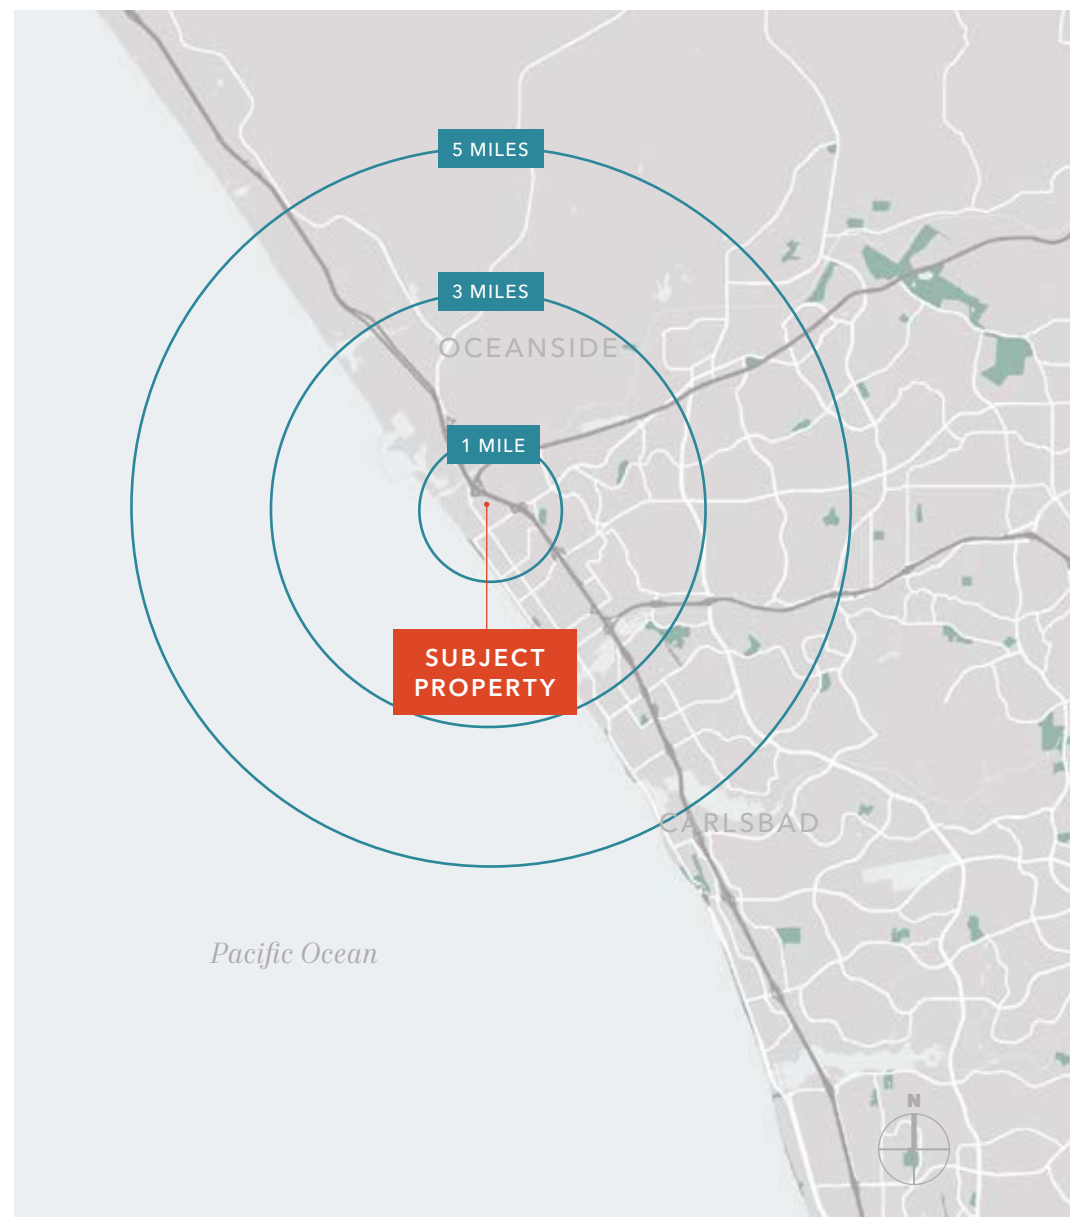 5 MILES
3 MILES
OCEANSIDE
1 MILE
SUBJECT
PROPERTY
CARLSBAD
Pacific Ocean
N